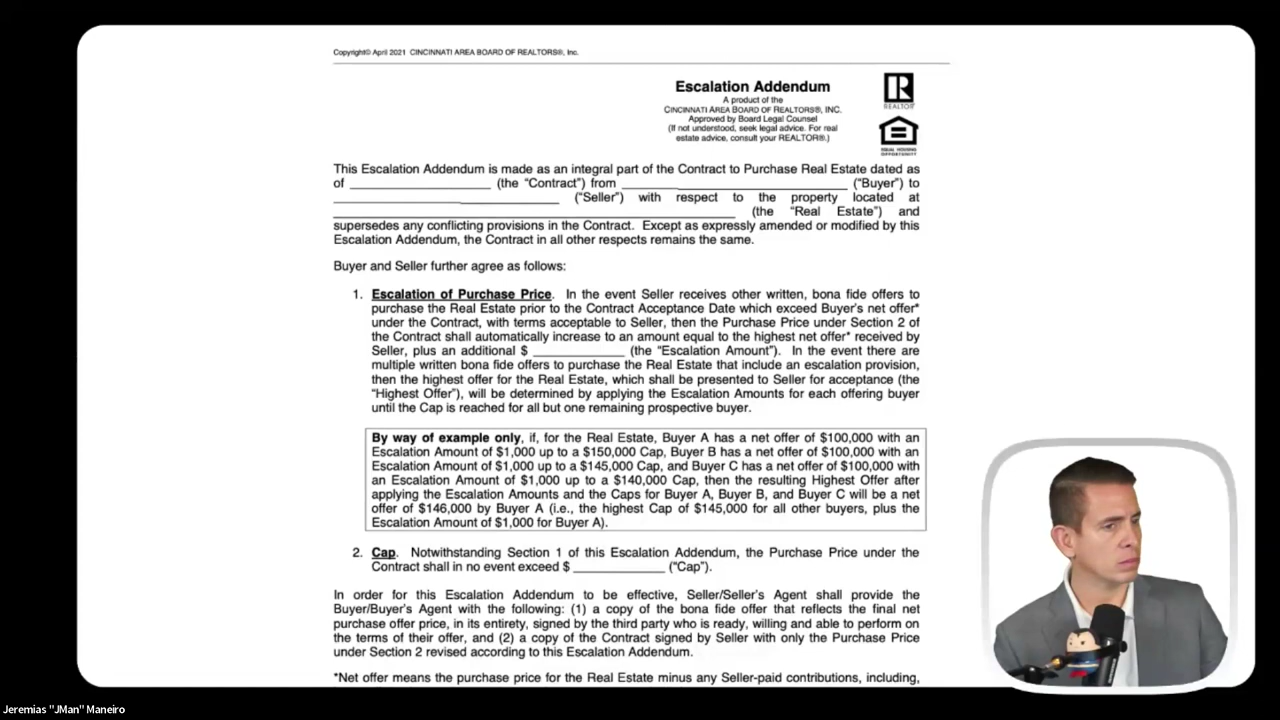 Copyright© April 2021 CINCINNATI AREA BOARD OF REALTORS®, Inc.
Escalation Addendum
A product of the
CINCINNATI AREA BOARD OF REALTORS®, INC.
Approved by Board Legal Counsel
(If not understood, seek legal advice. For real
estate advice, consult your REALTOR®.)
R
REALTOR®
EQUAL HOUSING
OPPORTUNITY
This Escalation Addendum is made as an integral part of the Contract to Purchase Real Estate dated as
of ____________________ (the “Contract”) from ________________________________ (“Buyer”) to
________________________________ (“Seller”) with respect to the property located at
_________________________________________________________ (the “Real Estate”) and
supersedes any conflicting provisions in the Contract. Except as expressly amended or modified by this
Escalation Addendum, the Contract in all other respects remains the same.
Buyer and Seller further agree as follows:
1. Escalation of Purchase Price. In the event Seller receives other written, bona fide offers to
purchase the Real Estate prior to the Contract Acceptance Date which exceed Buyer's net offer*
under the Contract, with terms acceptable to Seller, then the Purchase Price under Section 2 of
the Contract shall automatically increase to an amount equal to the highest net offer* received by
Seller, plus an additional $ _____________ (the “Escalation Amount”). In the event there are
multiple written bona fide offers to purchase the Real Estate that include an escalation provision,
then the highest offer for the Real Estate, which shall be presented to Seller for acceptance (the
“Highest Offer”), will be determined by applying the Escalation Amounts for each offering buyer
until the Cap is reached for all but one remaining prospective buyer.
By way of example only, if, for the Real Estate, Buyer A has a net offer of $100,000 with an
Escalation Amount of $1,000 up to a $150,000 Cap, Buyer B has a net offer of $100,000 with an
Escalation Amount of $1,000 up to a $145,000 Cap, and Buyer C has a net offer of $100,000 with
an Escalation Amount of $1,000 up to a $140,000 Cap, then the resulting Highest Offer after
applying the Escalation Amounts and the Caps for Buyer A, Buyer B, and Buyer C will be a net
offer of $146,000 by Buyer A (i.e., the highest Cap of $145,000 for all other buyers, plus the
Escalation Amount of $1,000 for Buyer A).
2. Cap. Notwithstanding Section 1 of this Escalation Addendum, the Purchase Price under the
Contract shall in no event exceed $ _____________ (“Cap”).
In order for this Escalation Addendum to be effective, Seller/Seller's Agent shall provide the
Buyer/Buyer's Agent with the following: (1) a copy of the bona fide offer that reflects the final net
purchase offer price, in its entirety, signed by the third party who is ready, willing and able to perform on
the terms of their offer, and (2) a copy of the Contract signed by Seller with only the Purchase Price
under Section 2 revised according to this Escalation Addendum.
*Net offer means the purchase price for the Real Estate minus any Seller-paid contributions, including,
Jeremias "JMan" Maneiro